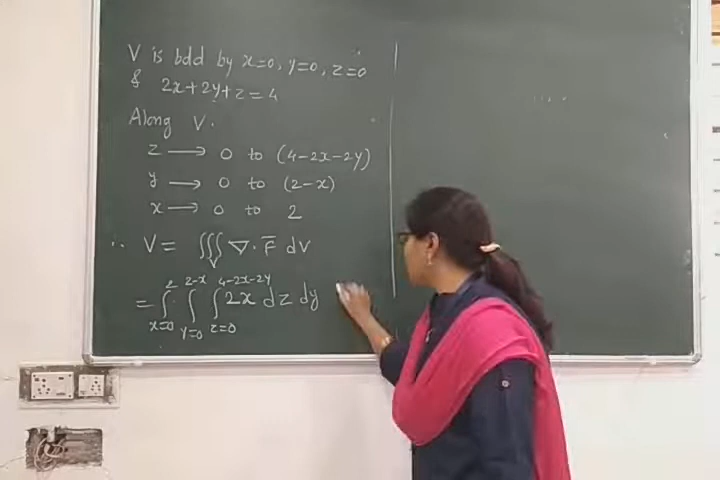 V is bdd by x=0, y=0, z=0
& 2x+2y+z=4
Along V.
z → 0 to (4-2x-2y)
y → 0 to (2-x)
x → 0 to 2
∴ V = ∭_V ∇. F̅ dV
= ∫_{x=0}^{2} ∫_{y=0}^{2-x} ∫_{z=0}^{4-2x-2y} 2x dz dy